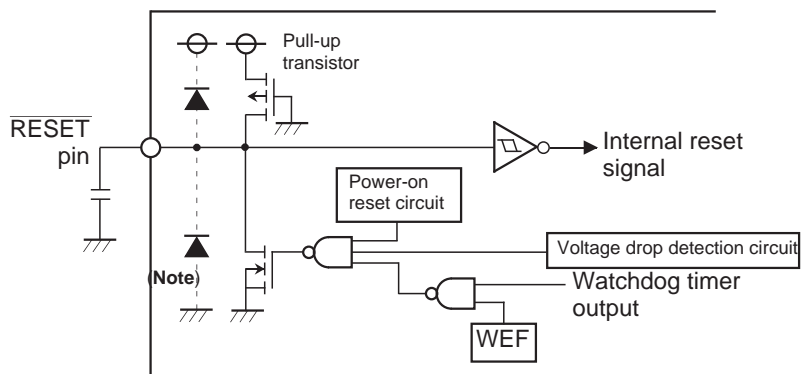 Pull-up
transistor
RESET
pin
Internal reset
signal
Power-on
reset circuit
Voltage drop detection circuit
(Note)
Watchdog timer
output
WEF